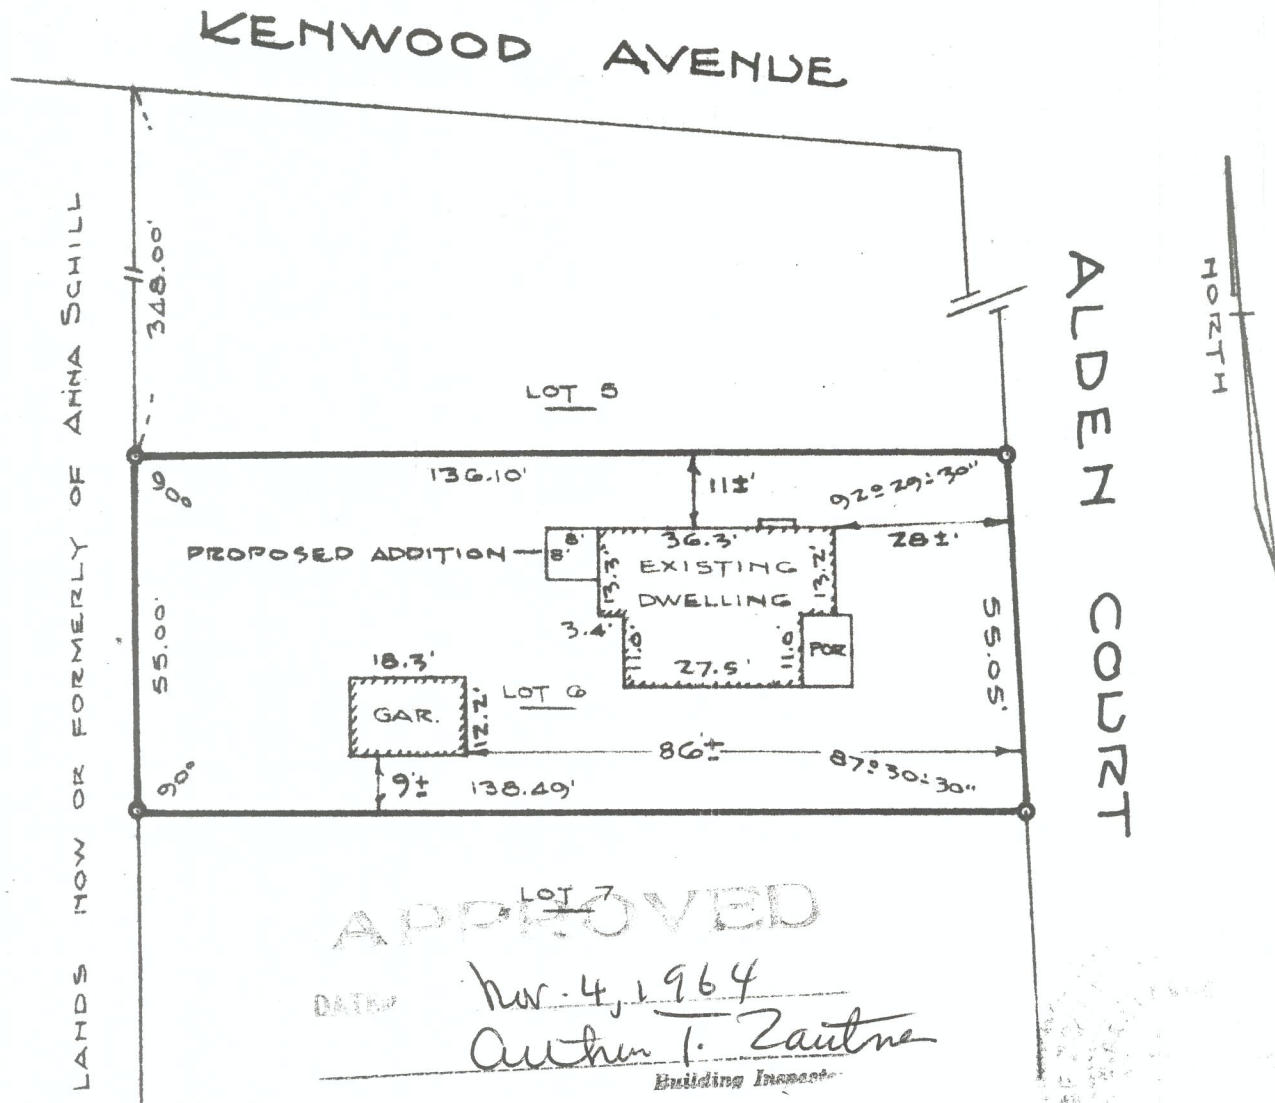 KENWOOD AVENUE
LANDS NOW OR FORMERLY OF ANNA SCHILL
348.00'
ALDEN COURT
NORTH
LOT 5
136.10'
11±'
92°29'30"
90°
28±'
PROPOSED ADDITION
8'
8'
36.3'
13.3'
EXISTING
DWELLING
13.2'
55.00'
55.05'
3.4'
11.0'
27.5'
11.0'
POR
18.3'
GAR.
12.2'
LOT 6
86'±
87°30'30"
90°
9'±
138.49'
LOT 7
APPROVED
DATED
Nov. 4, 1964
Arthur T. Zautner
Building Inspector